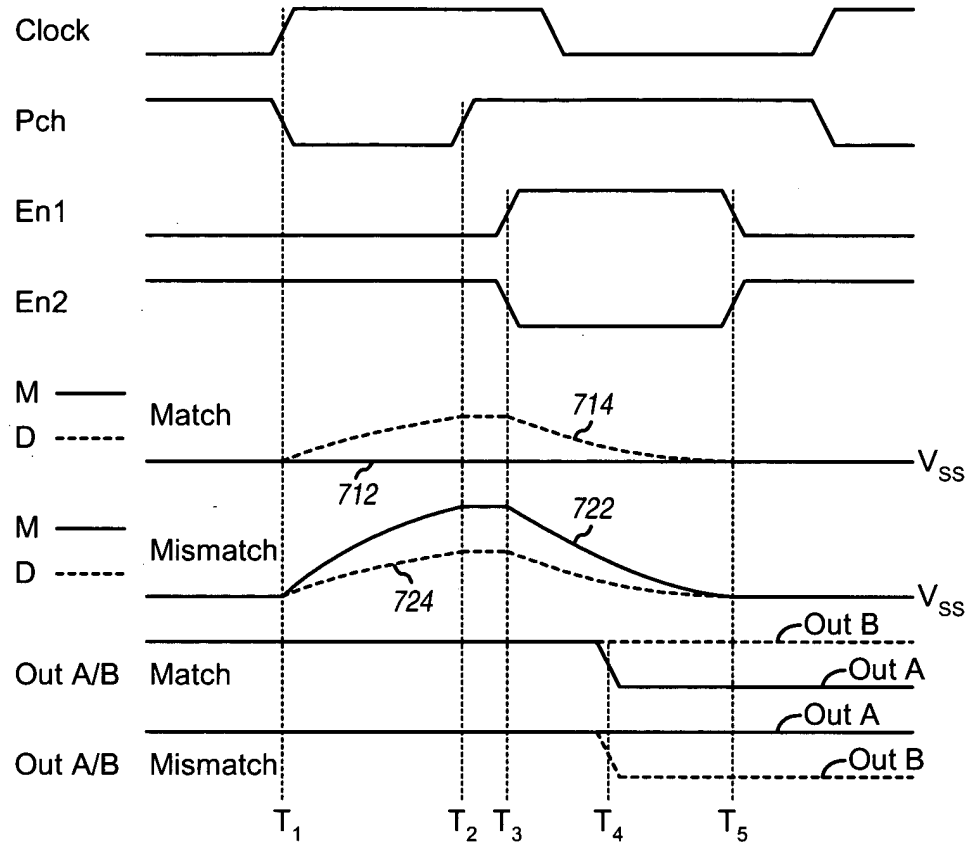 Clock
Pch
En1
En2
M
Match
D
714
712
V_SS
M
Mismatch
D
722
724
V_SS
Out A/B Match
Out B
Out A
Out A/B Mismatch
Out A
Out B
T_1 T_2 T_3 T_4 T_5